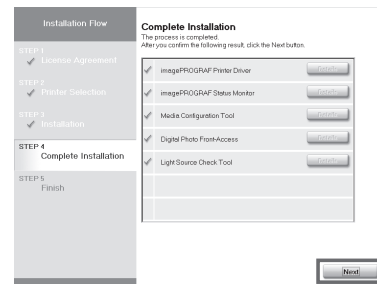 Installation Flow
STEP 1
License Agreement
STEP 2
Printer Selection
STEP 3
Installation
STEP 4
Complete Installation
STEP 5
Finish
Complete Installation
The process is completed.
After you confirm the following result, click the Next button.
imagePROGRAF Printer Driver
imagePROGRAF Status Monitor
Media Configuration Tool
Digital Photo Front-Access
Light Source Check Tool
Next